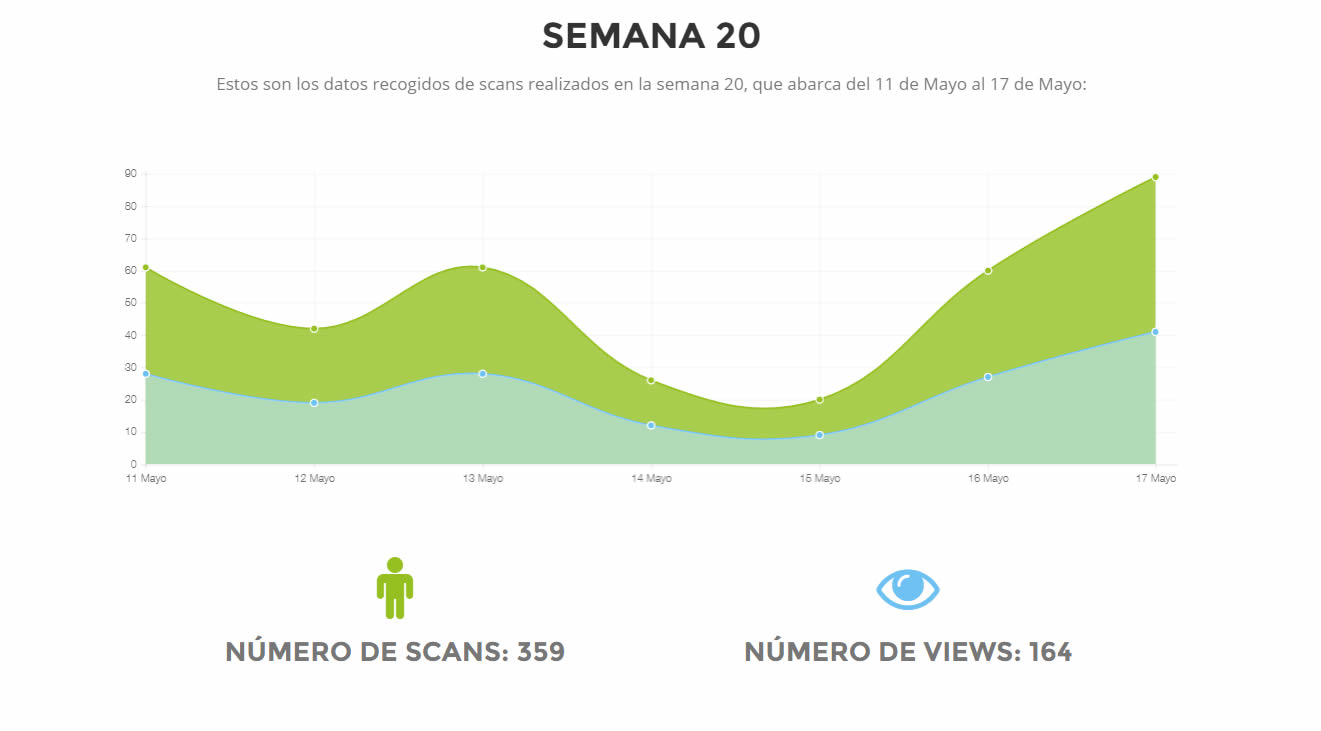 SEMANA 20
Estos son los datos recogidos de scans realizados en la semana 20, que abarca del 11 de Mayo al 17 de Mayo:
90
80
70
60
50
40
30
20
10
0
11 Mayo 12 Mayo 13 Mayo 14 Mayo 15 Mayo 16 Mayo 17 Mayo
NÚMERO DE SCANS: 359 NÚMERO DE VIEWS: 164